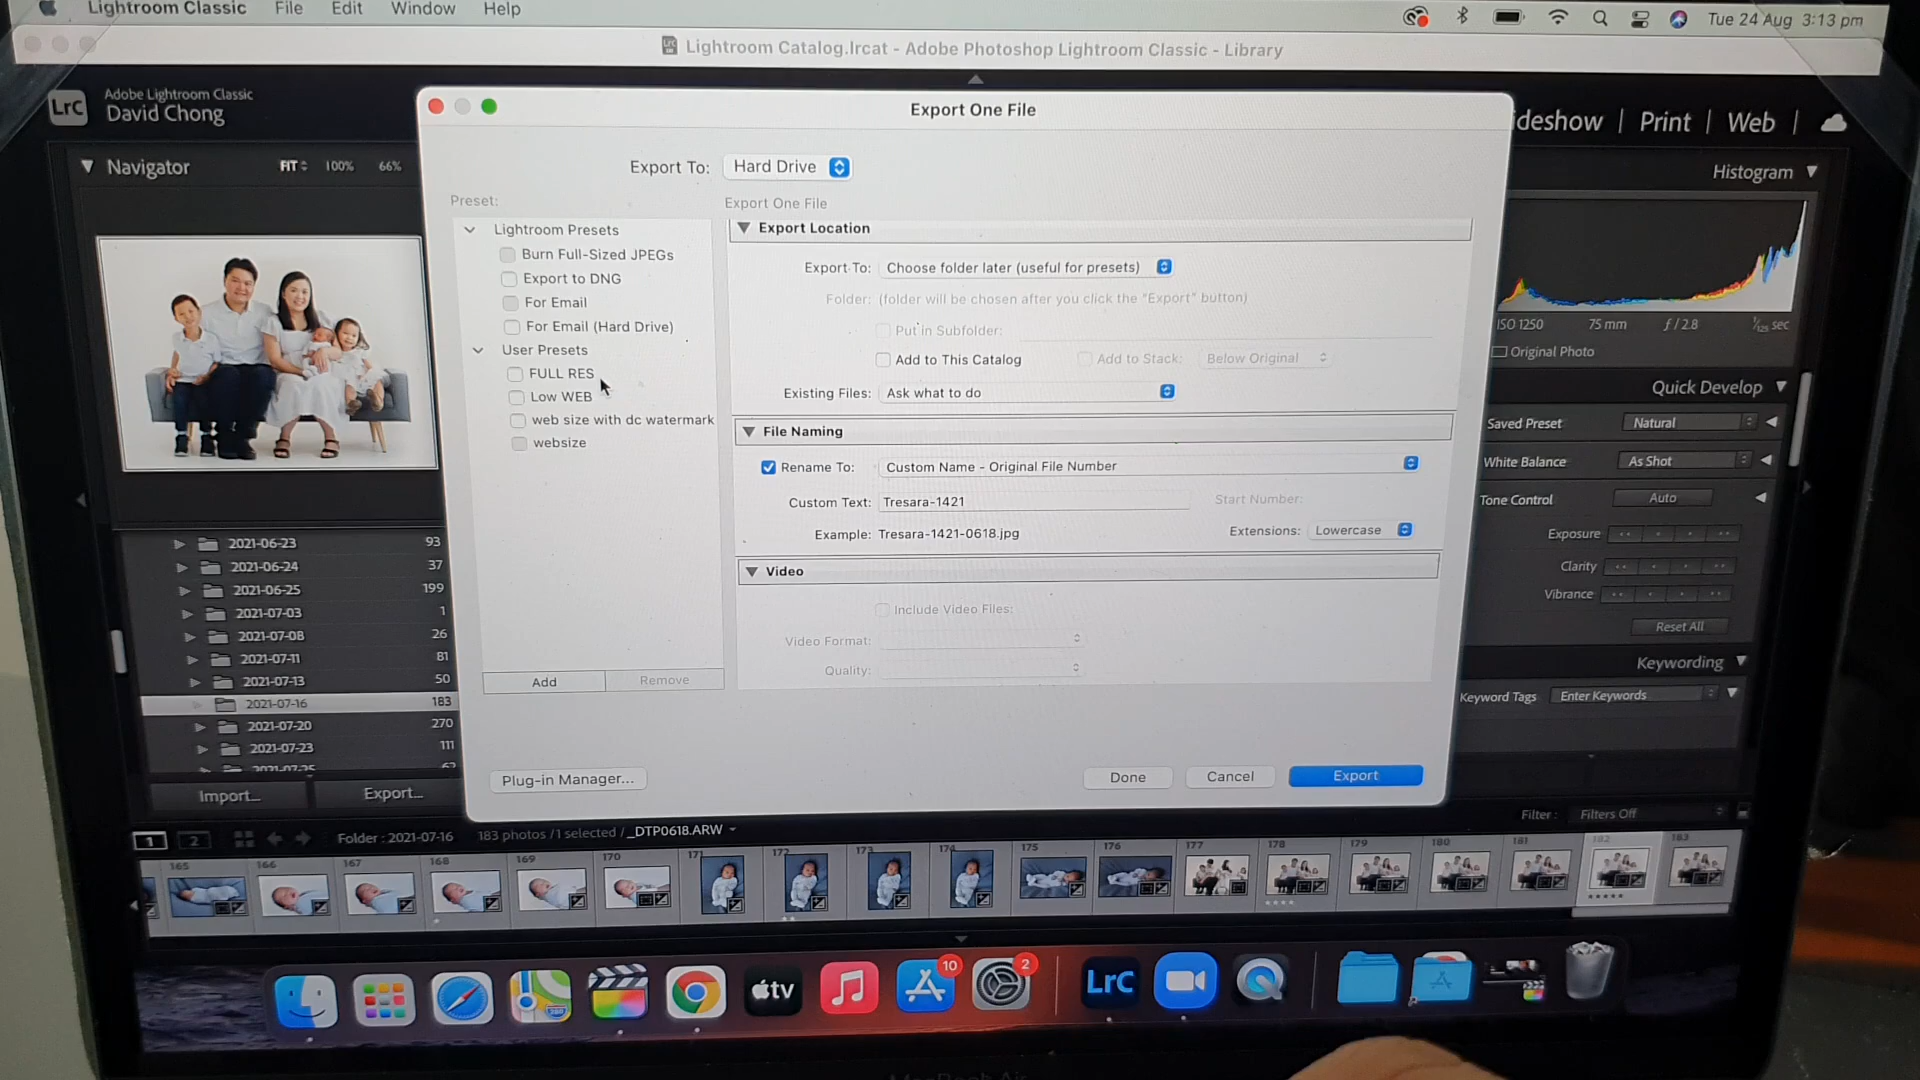 Lightroom Classic File Edit Window Help
Tue 24 Aug 3:13 pm
Lightroom Catalog.lrcat - Adobe Photoshop Lightroom Classic - Library
LrC
Adobe Lightroom Classic
David Chong
ideshow | Print | Web |
Navigator FIT 100% 66%
Export One File
Export To: Hard Drive
Preset:
Lightroom Presets
Burn Full-Sized JPEGs
Export to DNG
For Email
For Email (Hard Drive)
User Presets
FULL RES
Low WEB
web size with dc watermark
websize
Add Remove
Export One File
Export Location
Export To: Choose folder later (useful for presets)
Folder: (folder will be chosen after you click the "Export" button)
Put in Subfolder:
Add to This Catalog Add to Stack: Below Original
Existing Files: Ask what to do
File Naming
Rename To: Custom Name - Original File Number
Custom Text: Tresara-1421 Start Number:
Example: Tresara-1421-0618.jpg Extensions: Lowercase
Video
Include Video Files:
Video Format:
Quality:
Plug-in Manager... Done Cancel Export
Histogram
ISO 1250 75 mm ƒ / 2.8
Original Photo
Quick Develop
Saved Preset Natural
White Balance As Shot
Tone Control Auto
Exposure
Clarity
Vibrance
Reset All
Keywording
Keyword Tags Enter Keywords
2021-06-23 93
2021-06-24 37
2021-06-25 199
2021-07-03 1
2021-07-08 26
2021-07-11 81
2021-07-13 50
2021-07-16 183
2021-07-20 270
2021-07-23 111
2021-07-25
Import... Export...
Filter : Filters Off
1 2 Folder : 2021-07-16 183 photos / 1 selected / _DTP0618.ARW
165 166 167 168 169 170 171 172 173 174 175 176 177 178 179 180 181 182 183
360 tv 10 2 LrC